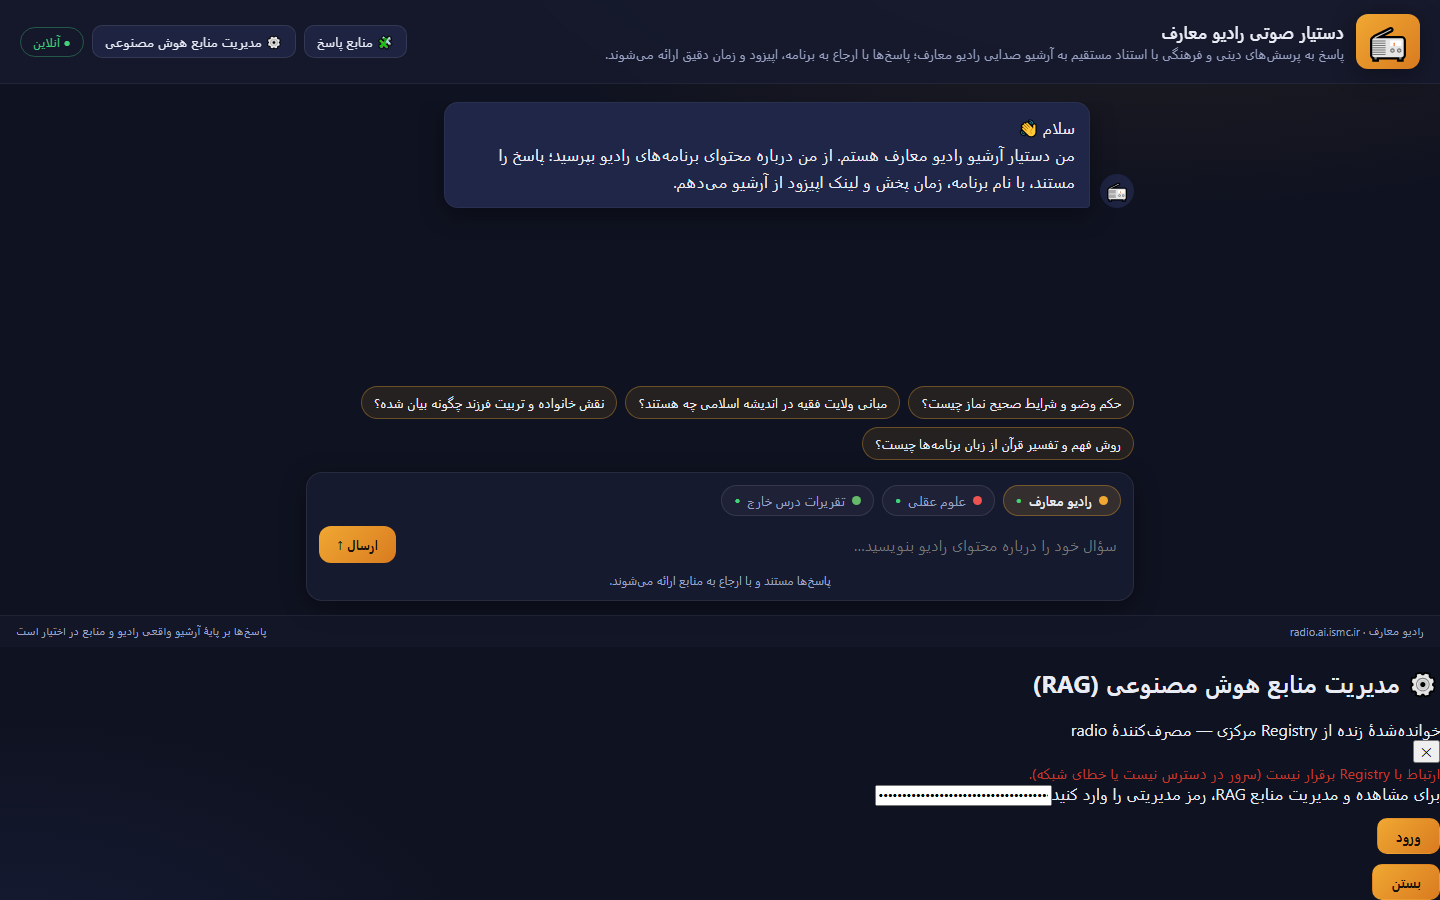 دستیار صوتی رادیو معارف
پاسخ به پرسش‌های دینی و فرهنگی با استناد مستقیم به آرشیو صدایی رادیو معارف؛ پاسخ‌ها با ارجاع به برنامه، اپیزود و زمان دقیق ارائه می‌شوند.
منابع پاسخ
مدیریت منابع هوش مصنوعی
● آنلاین
سلام 👋
من دستیار آرشیو رادیو معارف هستم. از من درباره محتوای برنامه‌های رادیو بپرسید؛ پاسخ را
مستند، با نام برنامه، زمان پخش و لینک اپیزود از آرشیو می‌دهم.
حکم وضو و شرایط صحیح نماز چیست؟
مبانی ولایت فقیه در اندیشه اسلامی چه هستند؟
نقش خانواده و تربیت فرزند چگونه بیان شده؟
روش فهم و تفسیر قرآن از زبان برنامه‌ها چیست؟
رادیو معارف
علوم عقلی
تقریرات درس خارج
سؤال خود را درباره محتوای رادیو بنویسید...
ارسال ↑
پاسخ‌ها مستند و با ارجاع به منابع ارائه می‌شوند.
رادیو معارف · radio.ai.ismc.ir
پاسخ‌ها بر پایهٔ آرشیو واقعی رادیو و منابع در اختیار است
مدیریت منابع هوش مصنوعی (RAG)
خوانده‌شدهٔ زنده از Registry مرکزی — مصرف‌کنندهٔ radio
ارتباط با Registry برقرار نیست (سرور در دسترس نیست یا خطای شبکه).
برای مشاهده و مدیریت منابع RAG، رمز مدیریتی را وارد کنید
ورود
بستن